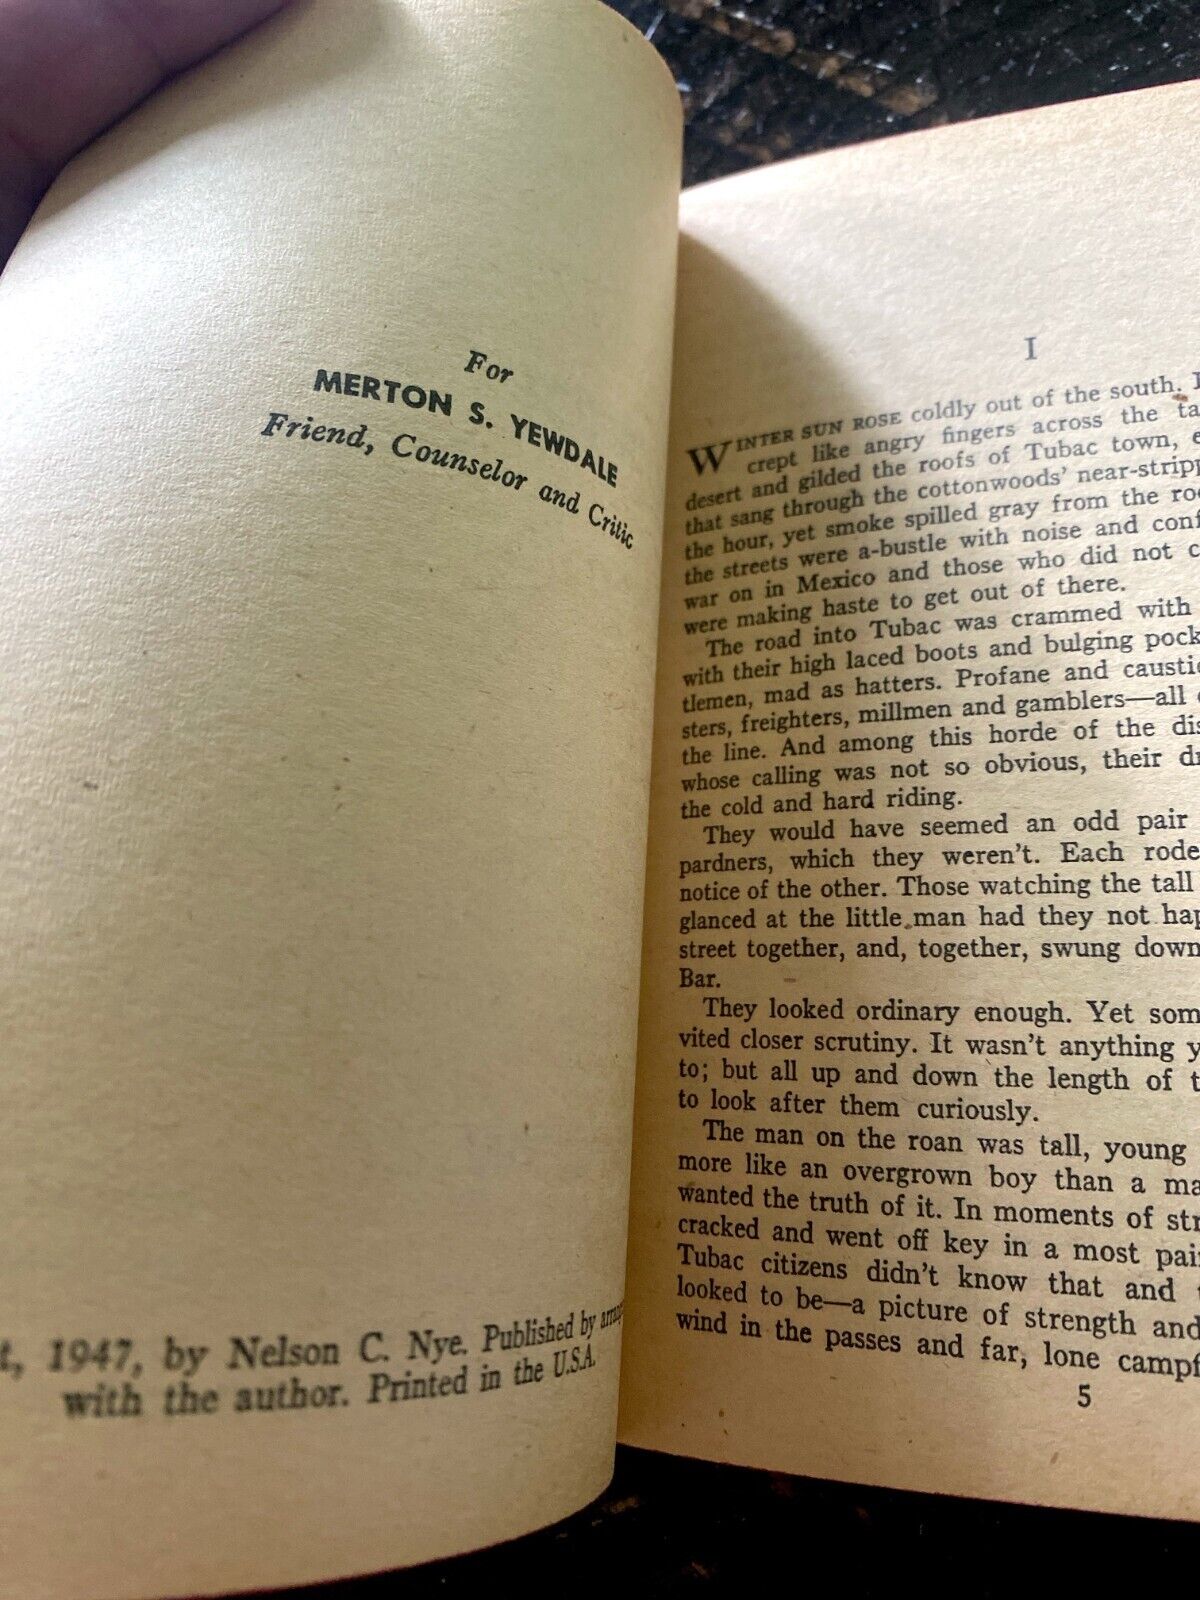 For
MERTON S. YEWDALE
Friend, Counselor and Critic
1947, by Nelson C. Nye. Published by
with the author. Printed in the U.S.A.
I
WINTER SUN ROSE coldly out of the south.
crept like angry fingers across the
desert and gilded the roofs of Tubac town,
that sang through the cottonwoods'
the hour, yet smoke spilled gray from the
the streets were a-bustle with noise and
war on in Mexico and those who did not
were making haste to get out of there.
The road into Tubac was crammed with
with their high laced boots and bulging
tlemen, mad as hatters. Profane and
sters, freighters, millmen and gamblers—all
the line. And among this horde of the
whose calling was not so obvious, their
the cold and hard riding.
They would have seemed an odd pair
pardners, which they weren't. Each rode
notice of the other. Those watching the tall
glanced at the little man had they not
street together, and, together, swung down
Bar.
They looked ordinary enough. Yet
vited closer scrutiny. It wasn't anything
to; but all up and down the length of
to look after them curiously.
The man on the roan was tall, young
more like an overgrown boy than a
wanted the truth of it. In moments of
cracked and went off key in a most
Tubac citizens didn't know that and
looked to be—a picture of strength and
wind in the passes and far, lone
5